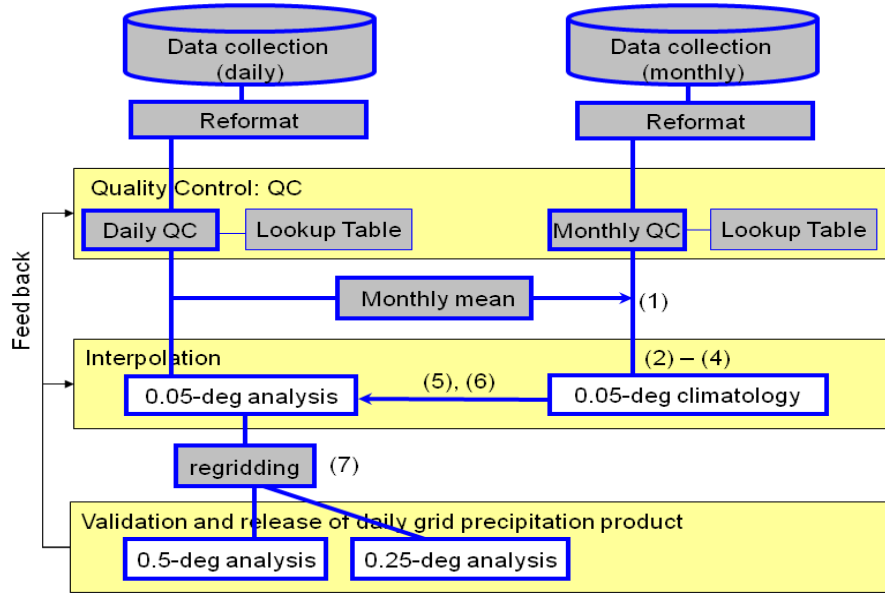 Data collection
(daily)
Data collection
(monthly)
Reformat
Reformat
Quality Control: QC
Daily QC
Lookup Table
Monthly QC
Lookup Table
Feed back
Monthly mean
(1)
Interpolation
(2) – (4)
0.05-deg analysis
(5), (6)
0.05-deg climatology
regridding
(7)
Validation and release of daily grid precipitation product
0.5-deg analysis
0.25-deg analysis